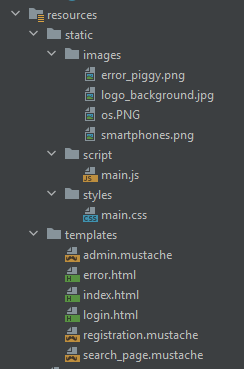 resources
static
images
error_piggy.png
logo_background.jpg
os.PNG
smartphones.png
script
main.js
styles
main.css
templates
admin.mustache
error.html
index.html
login.html
registration.mustache
search_page.mustache